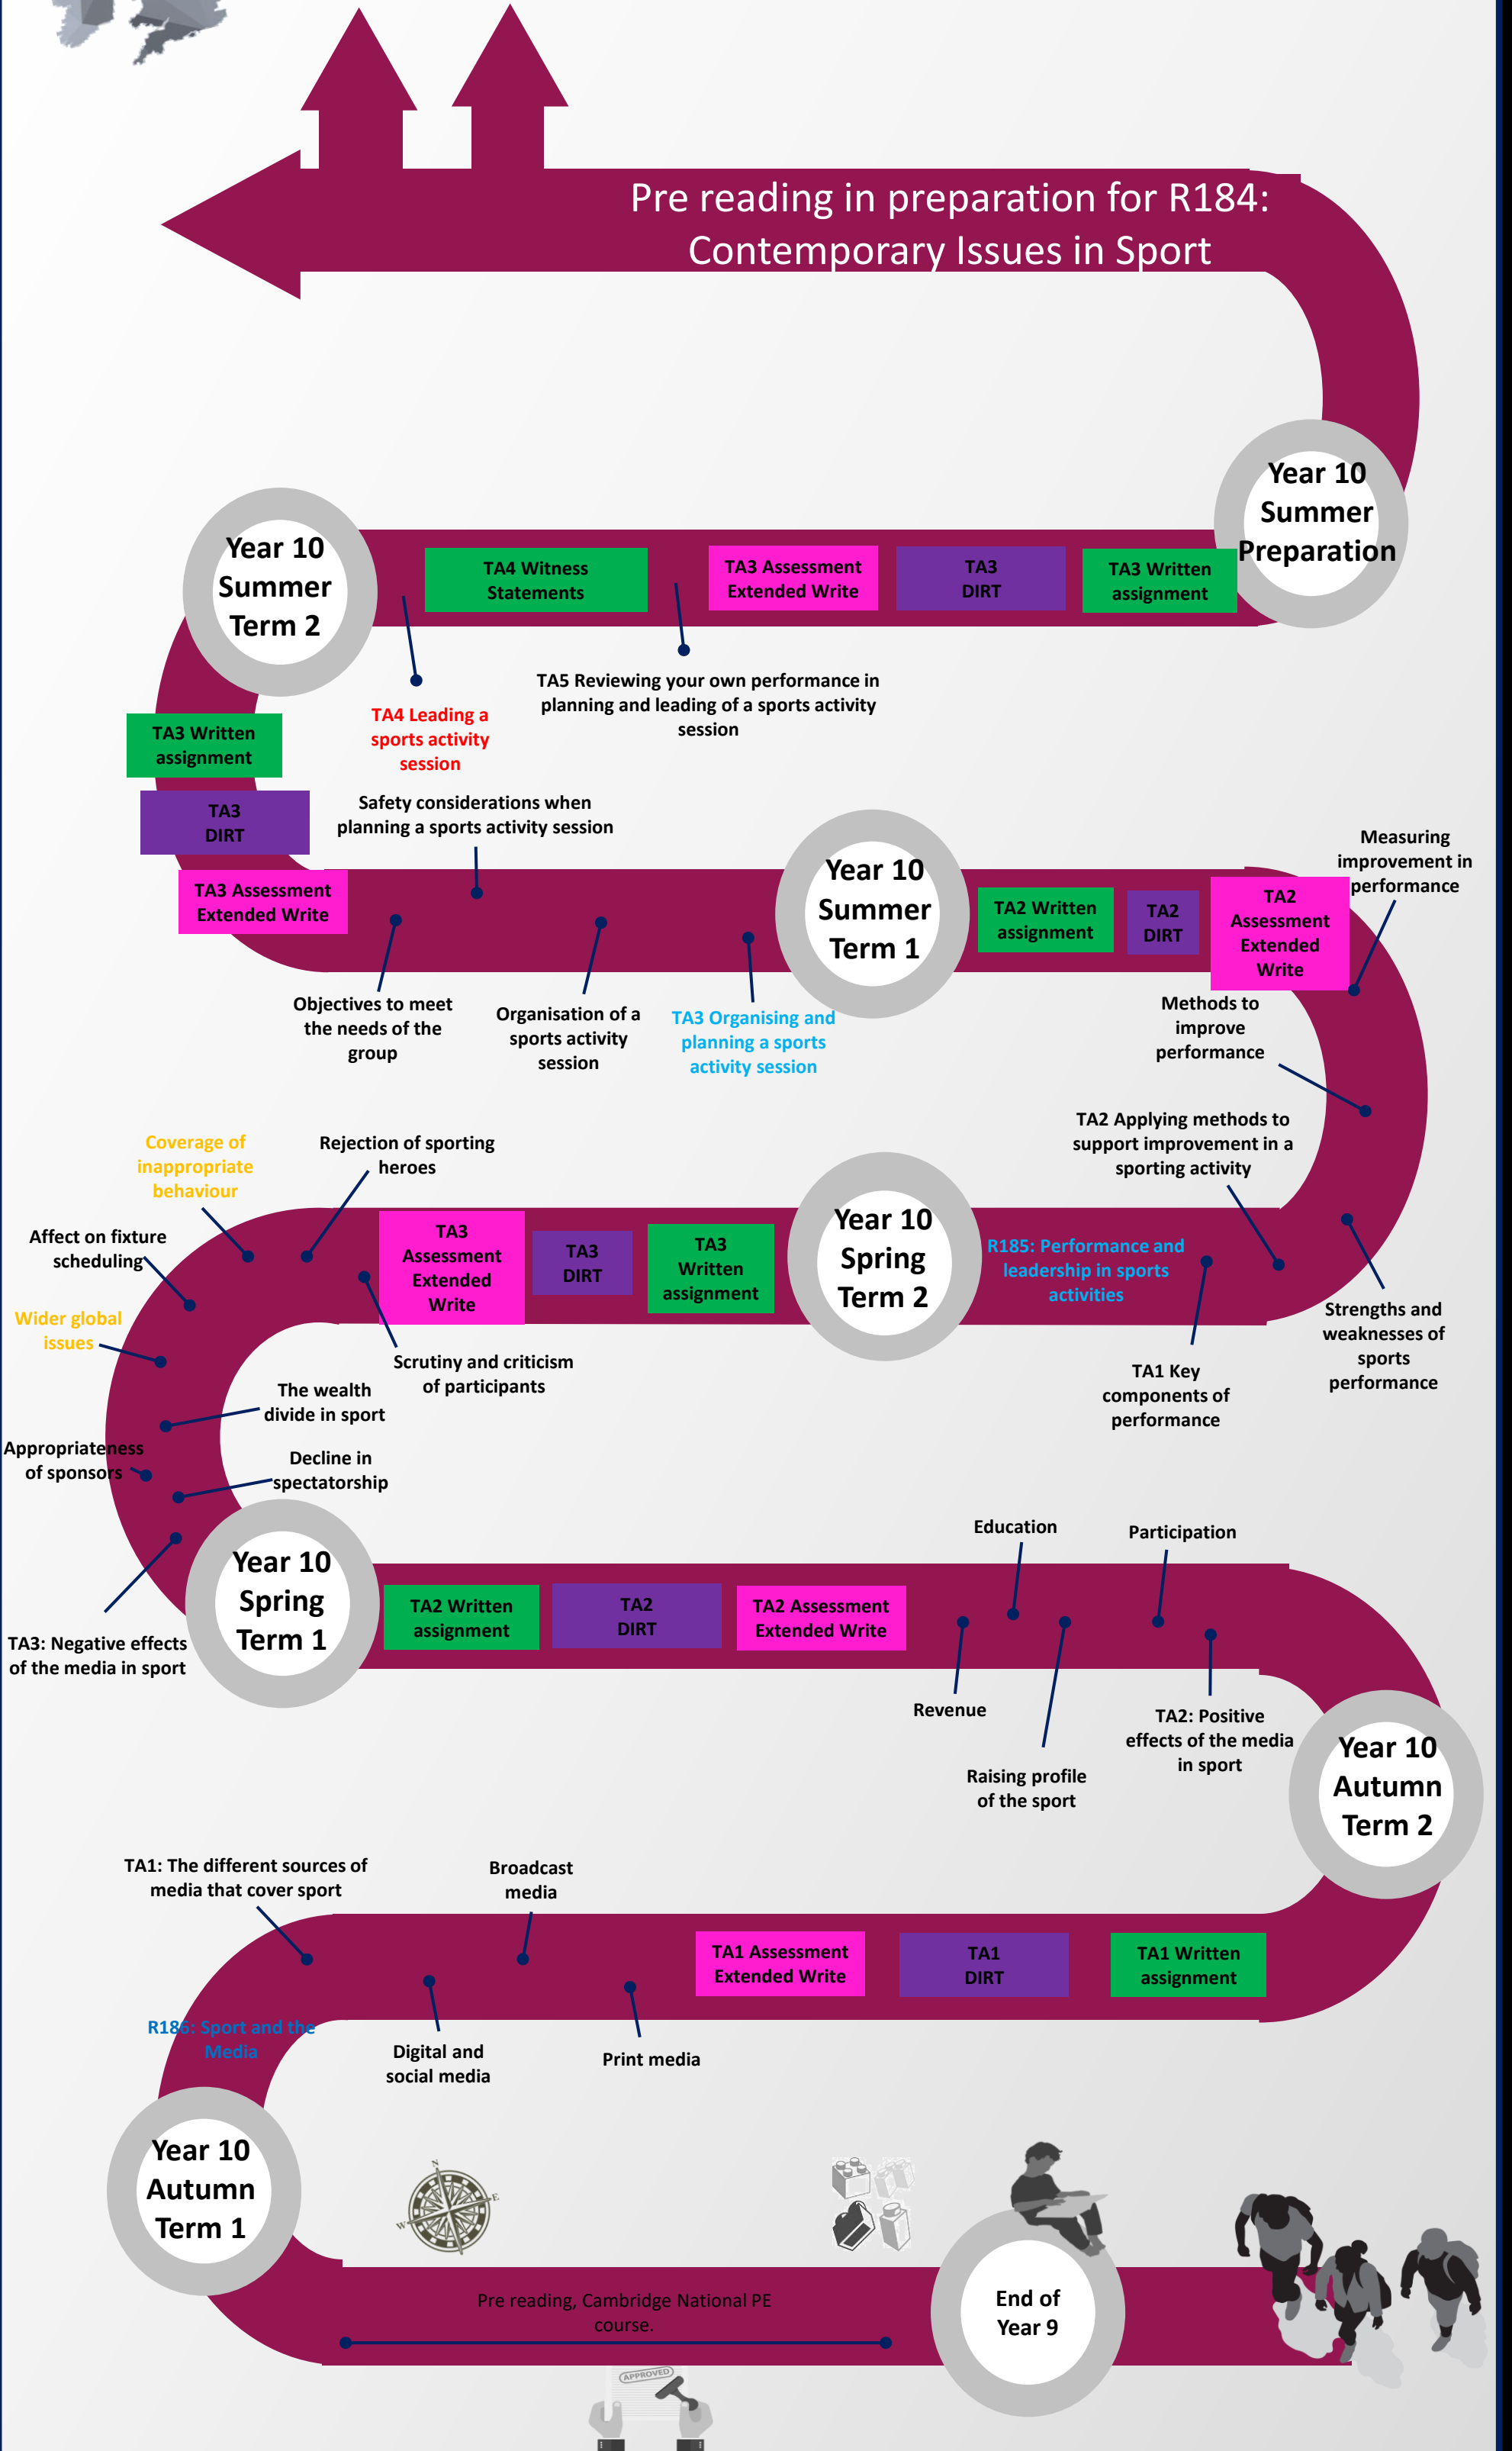 Pre reading in preparation for R184:
Contemporary Issues in Sport
Year 10
Summer
Preparation
Year 10
Summer
Term 2
TA4 Witness
Statements
TA3 Assessment
Extended Write
TA3
DIRT
TA3 Written
assignment
TA5 Reviewing your own performance in
planning and leading of a sports activity
session
TA4 Leading a
sports activity
session
TA3 Written
assignment
TA3
DIRT
TA3 Assessment
Extended Write
Safety considerations when
planning a sports activity session
Year 10
Summer
Term 1
TA2 Written
assignment
TA2
DIRT
TA2
Assessment
Extended
Write
Measuring
improvement in
performance
Objectives to meet
the needs of the
group
Organisation of a
sports activity
session
TA3 Organising and
planning a sports
activity session
Methods to
improve
performance
TA2 Applying methods to
support improvement in a
sporting activity
Coverage of
inappropriate
behaviour
Rejection of sporting
heroes
Affect on fixture
scheduling
Wider global
issues
TA3
Assessment
Extended
Write
TA3
DIRT
TA3
Written
assignment
Year 10
Spring
Term 2
R185: Performance and
leadership in sports
activities
Strengths and
weaknesses of
sports
performance
TA1 Key
components of
performance
Scrutiny and criticism
of participants
The wealth
divide in sport
Appropriateness
of sponsors
Decline in
spectatorship
TA3: Negative effects
of the media in sport
Year 10
Spring
Term 1
TA2 Written
assignment
TA2
DIRT
TA2 Assessment
Extended Write
Education
Participation
Revenue
Raising profile
of the sport
TA2: Positive
effects of the media
in sport
Year 10
Autumn
Term 2
TA1: The different sources of
media that cover sport
Broadcast
media
TA1 Assessment
Extended Write
TA1
DIRT
TA1 Written
assignment
R186: Sport and the
Media
Digital and
social media
Print media
Year 10
Autumn
Term 1
N
E
W
S
Pre reading, Cambridge National PE
course.
End of
Year 9
APPROVED